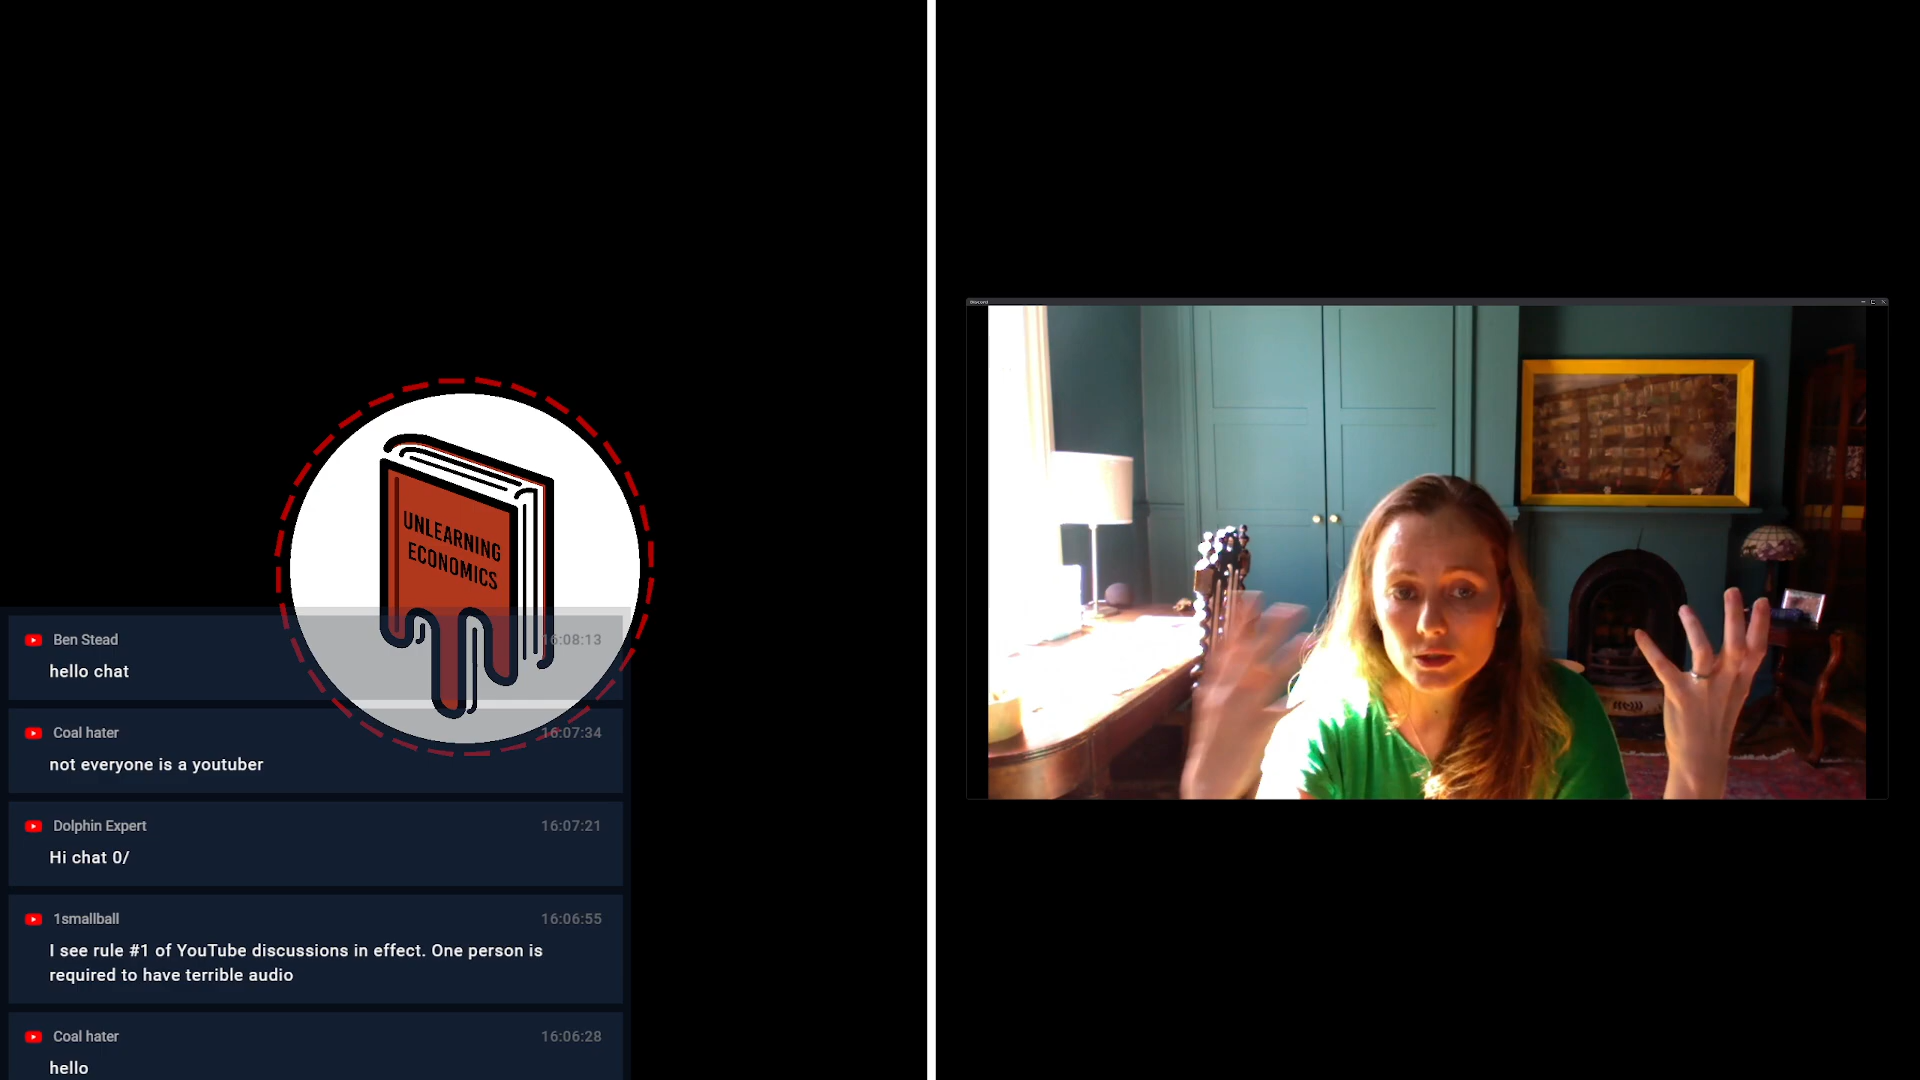 UNLEARNING
ECONOMICS
Ben Stead 16:08:13
hello chat
Coal hater 16:07:34
not everyone is a youtuber
Dolphin Expert 16:07:21
Hi chat 0/
1smallball 16:06:55
I see rule #1 of YouTube discussions in effect. One person is
required to have terrible audio
Coal hater 16:06:28
hello
Discord